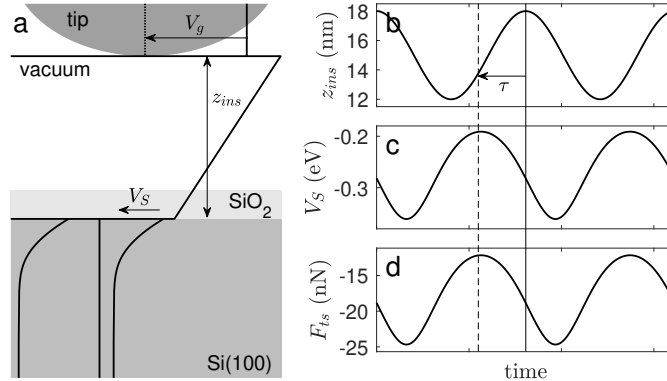 a
tip
V_g
vacuum
z_ins
V_S
SiO₂
Si(100)
b
18
16
14
12
z_ins (nm)
τ
c
-0.2
-0.3
V_S (eV)
d
-15
-20
-25
F_ts (nN)
time